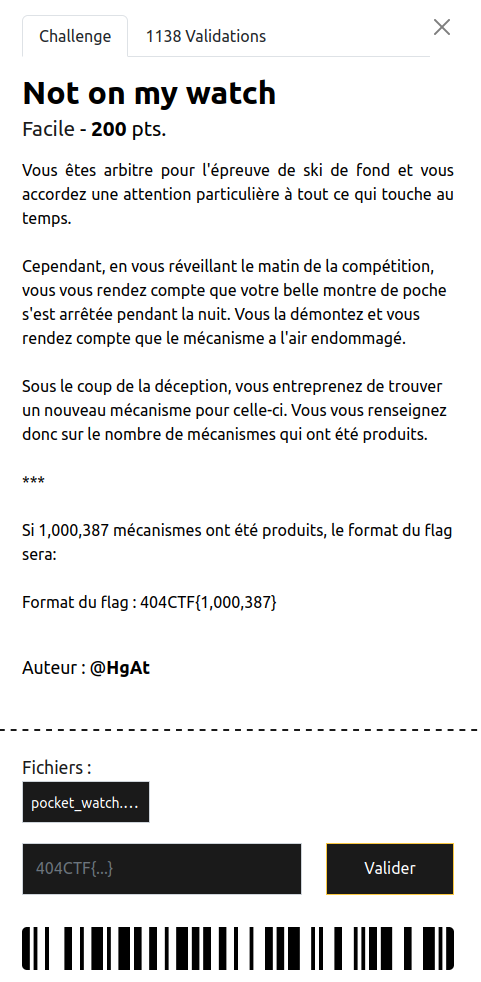 Challenge
1138 Validations
Not on my watch
Facile - 200 pts.
Vous êtes arbitre pour l'épreuve de ski de fond et vous
accordez une attention particulière à tout ce qui touche au
temps.
Cependant, en vous réveillant le matin de la compétition,
vous vous rendez compte que votre belle montre de poche
s'est arrêtée pendant la nuit. Vous la démontez et vous
rendez compte que le mécanisme a l'air endommagé.
Sous le coup de la déception, vous entreprenez de trouver
un nouveau mécanisme pour celle-ci. Vous vous renseignez
donc sur le nombre de mécanismes qui ont été produits.
***
Si 1,000,387 mécanismes ont été produits, le format du flag
sera:
Format du flag : 404CTF{1,000,387}
Auteur : @HgAt
Fichiers :
pocket_watch....
404CTF{...}
Valider